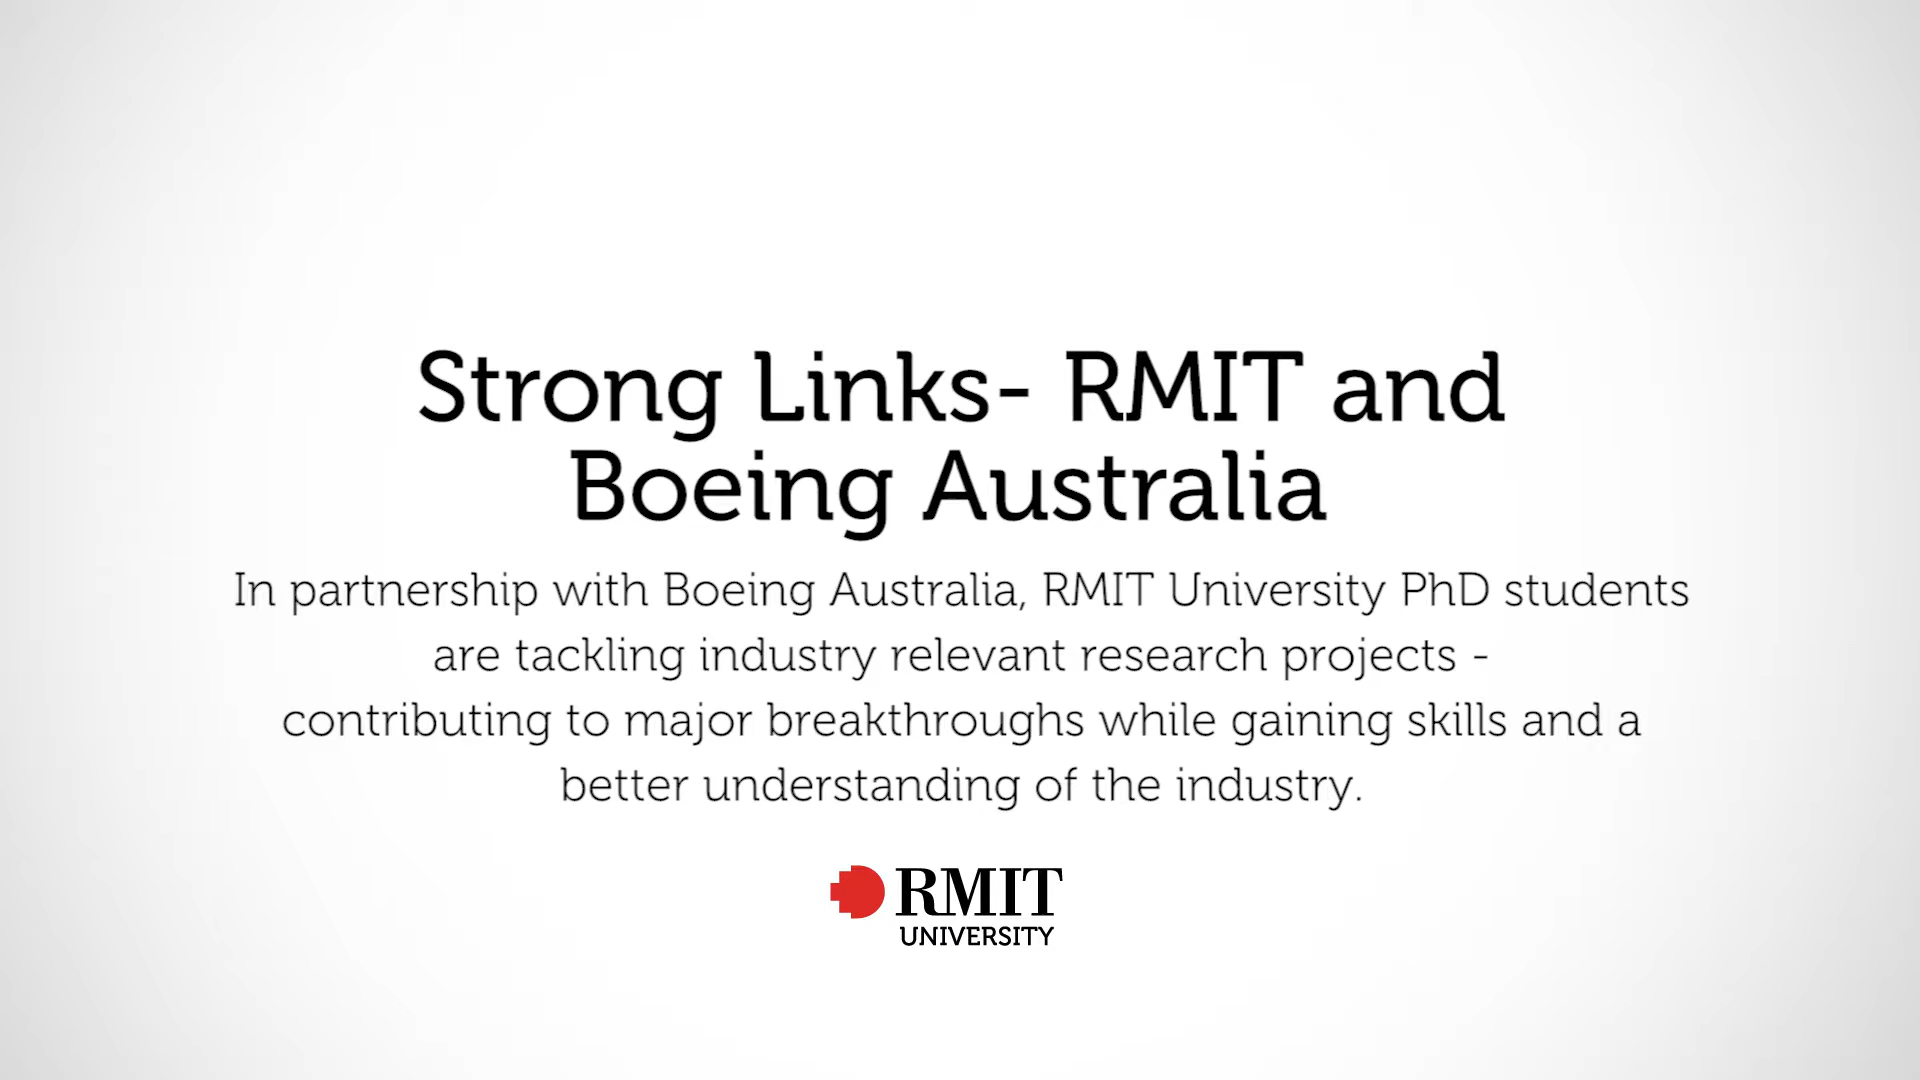 Strong Links- RMIT and
Boeing Australia
In partnership with Boeing Australia, RMIT University PhD students
are tackling industry relevant research projects -
contributing to major breakthroughs while gaining skills and a
better understanding of the industry.
RMIT
UNIVERSITY